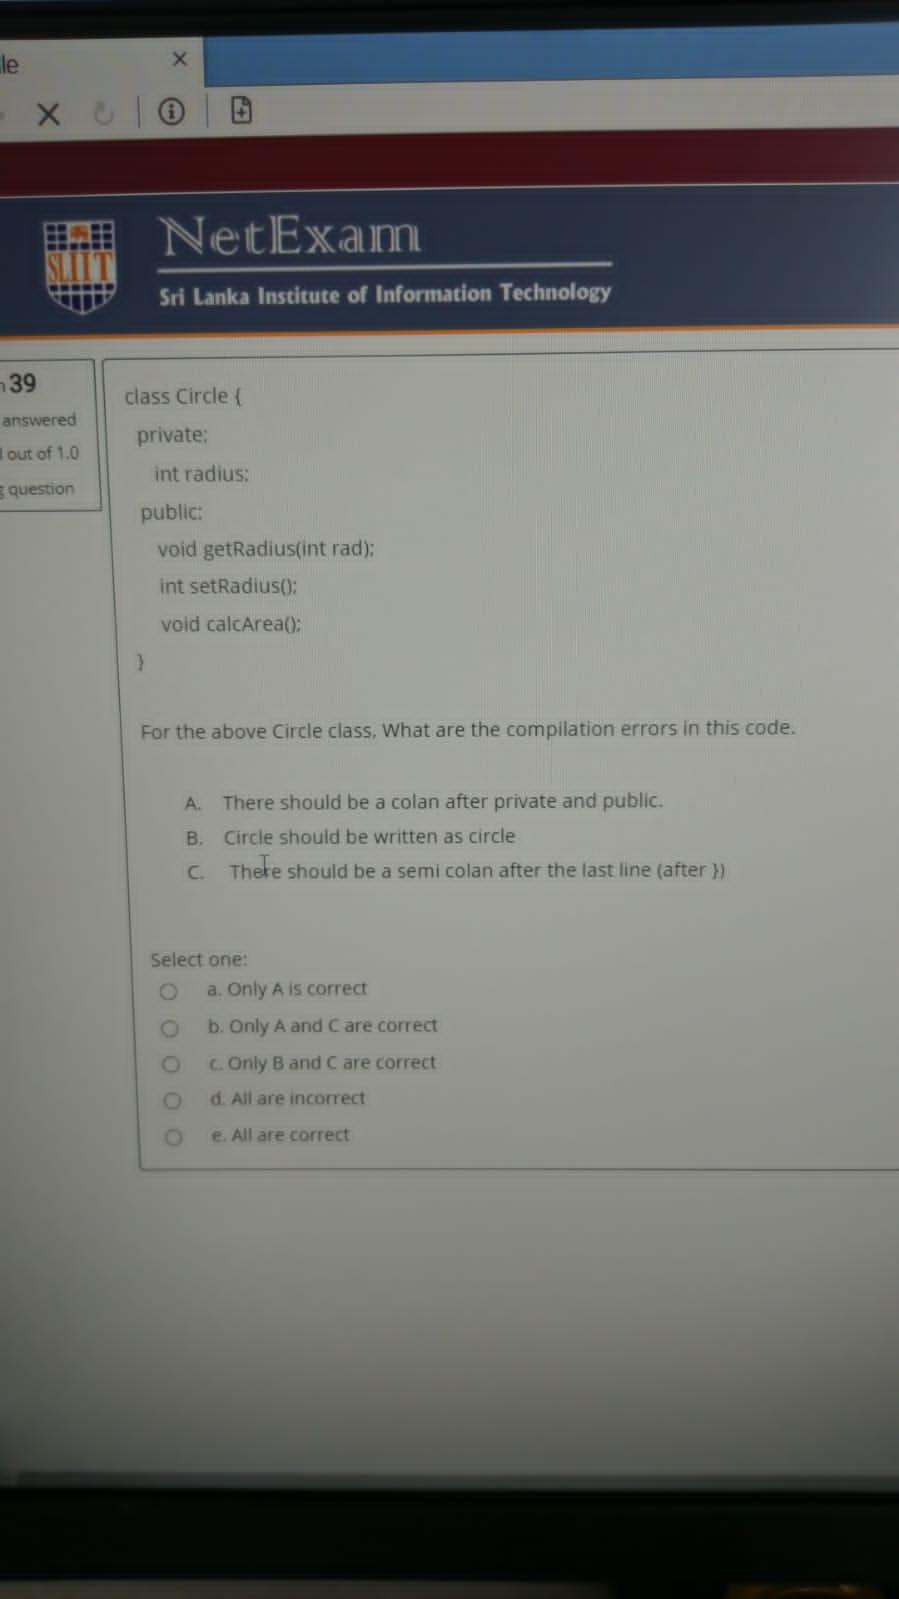 le
NetExam
SLIIT
Sri Lanka Institute of Information Technology
39
answered
out of 1.0
question
class Circle {
private;
int radius;
public;
void getRadius(int rad);
int setRadius();
void calcArea();
}
For the above Circle class, What are the compilation errors in this code.
A. There should be a colan after private and public.
B. Circle should be written as circle
C. There should be a semi colan after the last line (after })
Select one:
a. Only A is correct
b. Only A and C are correct
c. Only B and C are correct
d. All are incorrect
e. All are correct